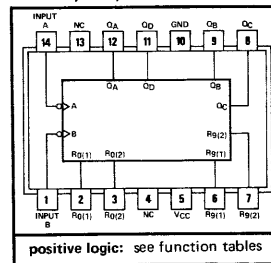 INPUT
A NC QA QD GND QB QC
14 13 12 11 10 9 8
QA QD QB
A QC
B R9(2)
R0(1) R0(2) R9(1)
1 2 3 4 5 6 7
INPUT
B R0(1) R0(2) NC VCC R9(1) R9(2)
positive logic: see function tables